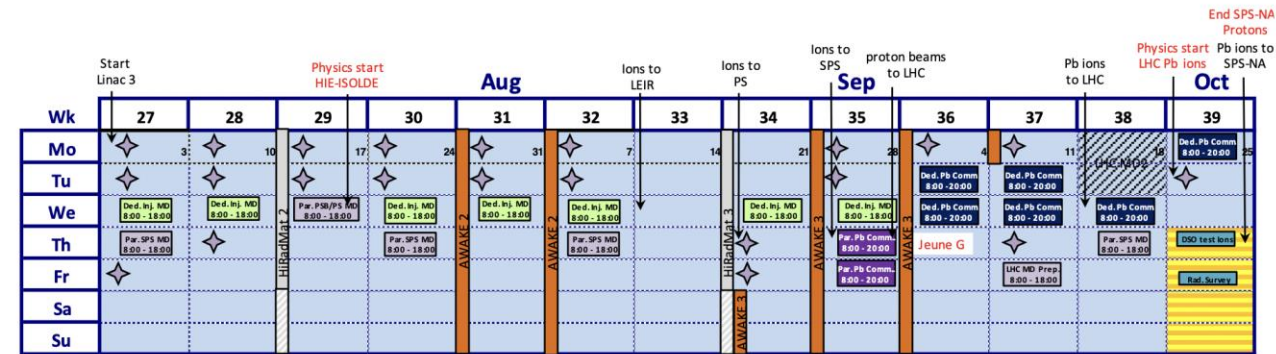 End SPS-NA
Protons
Start
Linac 3
Physics start
HIE-ISOLDE
Aug
Ions to
LEIR
Ions to
PS
Ions to
SPS
Sep
proton beams
to LHC
Pb ions
to LHC
Physics start
LHC Pb ions
Pb ions to
SPS-NA
Oct
Wk 27 28 29 30 31 32 33 34 35 36 37 38 39
Mo 3 10 17 24 31 7 14 21 28 4 11 18 25
Ded. Pb Comm
8:00 - 20:00
LHC MD2
Tu
Ded. Pb Comm
8:00 - 20:00
Ded. Pb Comm
8:00 - 20:00
We
Ded. Inj. MD
8:00 - 18:00
Ded. Inj. MD
8:00 - 18:00
Par. PSB/PS MD
8:00 - 18:00
Ded. Inj. MD
8:00 - 18:00
Ded. Inj. MD
8:00 - 18:00
Ded. Inj. MD
8:00 - 18:00
Ded. Inj. MD
8:00 - 18:00
Ded. Inj. MD
8:00 - 18:00
Ded. Pb Comm
8:00 - 20:00
Ded. Pb Comm
8:00 - 20:00
Ded. Pb Comm
8:00 - 20:00
Th
Par. SPS MD
8:00 - 18:00
Par. SPS MD
8:00 - 18:00
Par. SPS MD
8:00 - 18:00
Par. Pb Comm.
8:00 - 20:00
Jeune G
Par. SPS MD
8:00 - 18:00
DSO test Ions
Fr
Par. Pb Comm.
8:00 - 20:00
LHC MD Prep.
8:00 - 18:00
Rad. Survey
Sa
Su
HiRadMat 2
AWAKE 2
AWAKE 2
HiRadMat 3
AWAKE 3
AWAKE 3
AWAKE 3